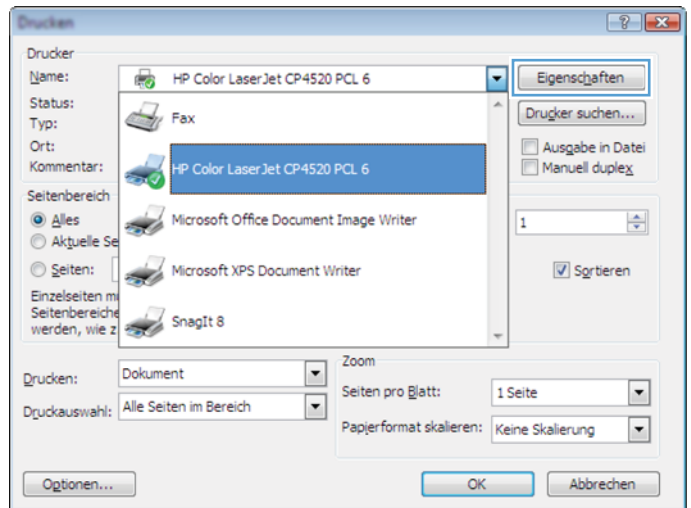 Drucken
Drucker
Name: HP Color LaserJet CP4520 PCL 6 Eigenschaften
Status:
Typ:
Ort:
Kommentar:
Fax
HP Color LaserJet CP4520 PCL 6
Microsoft Office Document Image Writer
Microsoft XPS Document Writer
SnagIt 8
Drucker suchen...
Ausgabe in Datei
Manuell duplex
Seitenbereich
Alles
Aktuelle Se
Seiten:
Einzelseiten m
Seitenbereiche
werden, wie z
1
Sortieren
Drucken: Dokument
Druckauswahl: Alle Seiten im Bereich
Zoom
Seiten pro Blatt: 1 Seite
Papierformat skalieren: Keine Skalierung
Optionen... OK Abbrechen